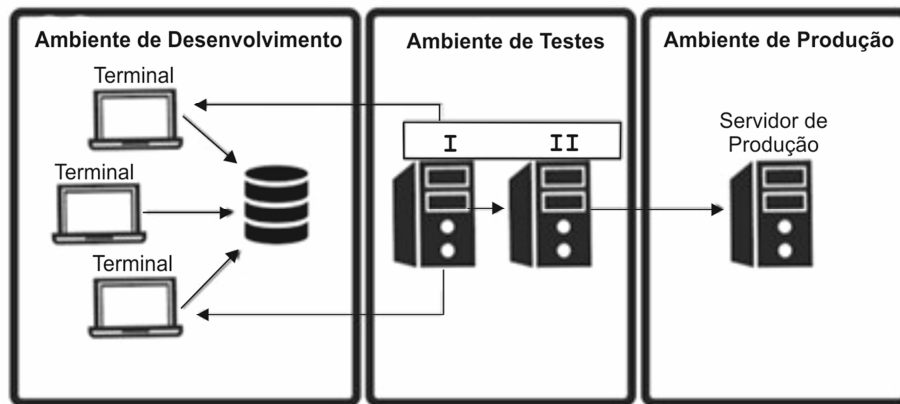 Ambiente de Desenvolvimento
Terminal
Terminal
Terminal
Ambiente de Testes
I II
Ambiente de Produção
Servidor de
Produção